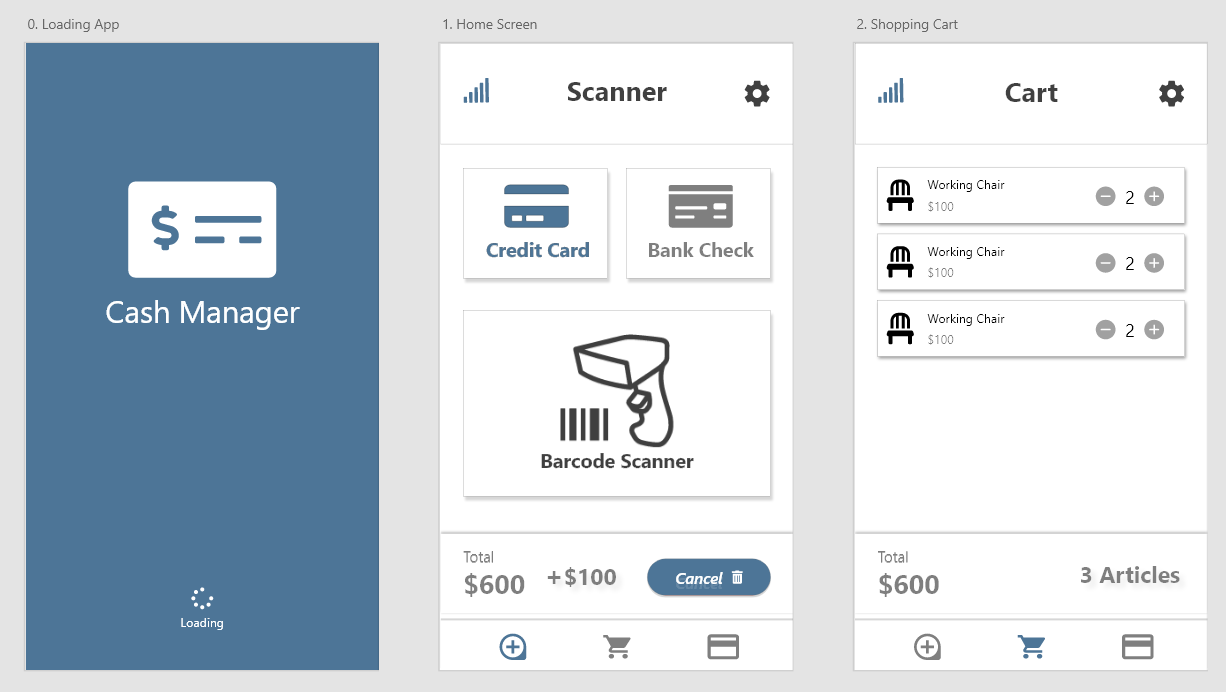 0. Loading App
Cash Manager
Loading
1. Home Screen
Scanner
Credit Card
Bank Check
Barcode Scanner
Total
$600
+$100
Cancel
2. Shopping Cart
Cart
Working Chair
$100
2
Working Chair
$100
2
Working Chair
$100
2
Total
$600
3 Articles